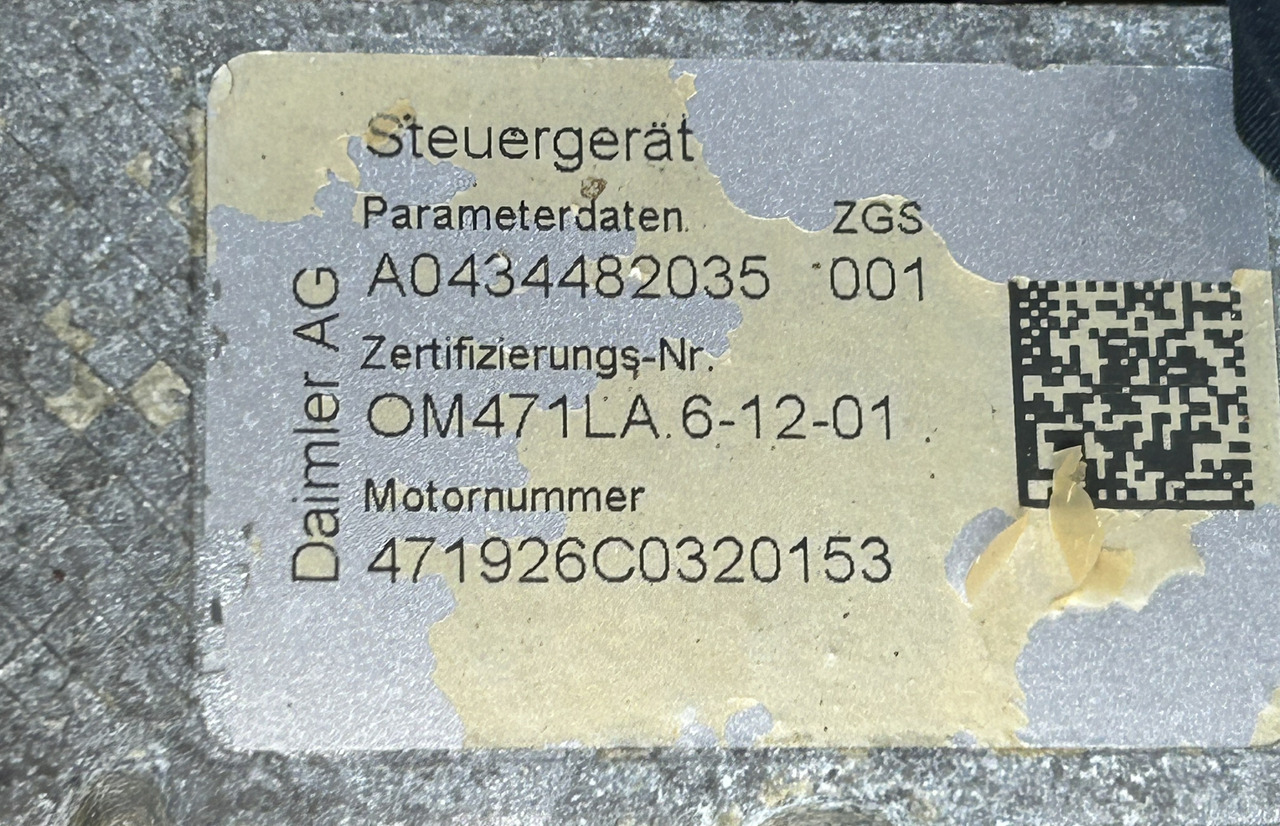 Steuergerät
Parameterdaten ZGS
A0434482035 001
Zertifizierungs-Nr.
OM471LA.6-12-01
Motornummer
471926C0320153
Daimler AG